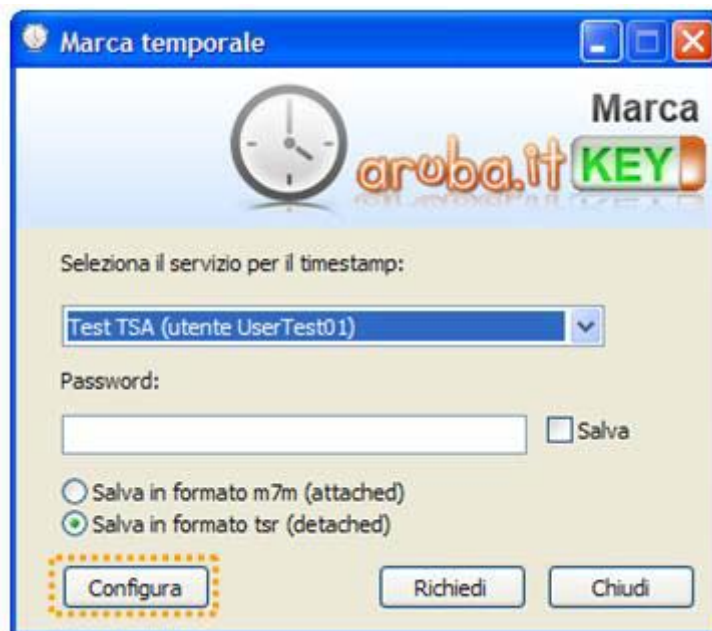 Marca temporale
Marca
aruba.it KEY
Seleziona il servizio per il timestamp:
Test TSA (utente UserTest01)
Password:
Salva
Salva in formato m7m (attached)
Salva in formato tsr (detached)
Configura Richiedi Chiudi